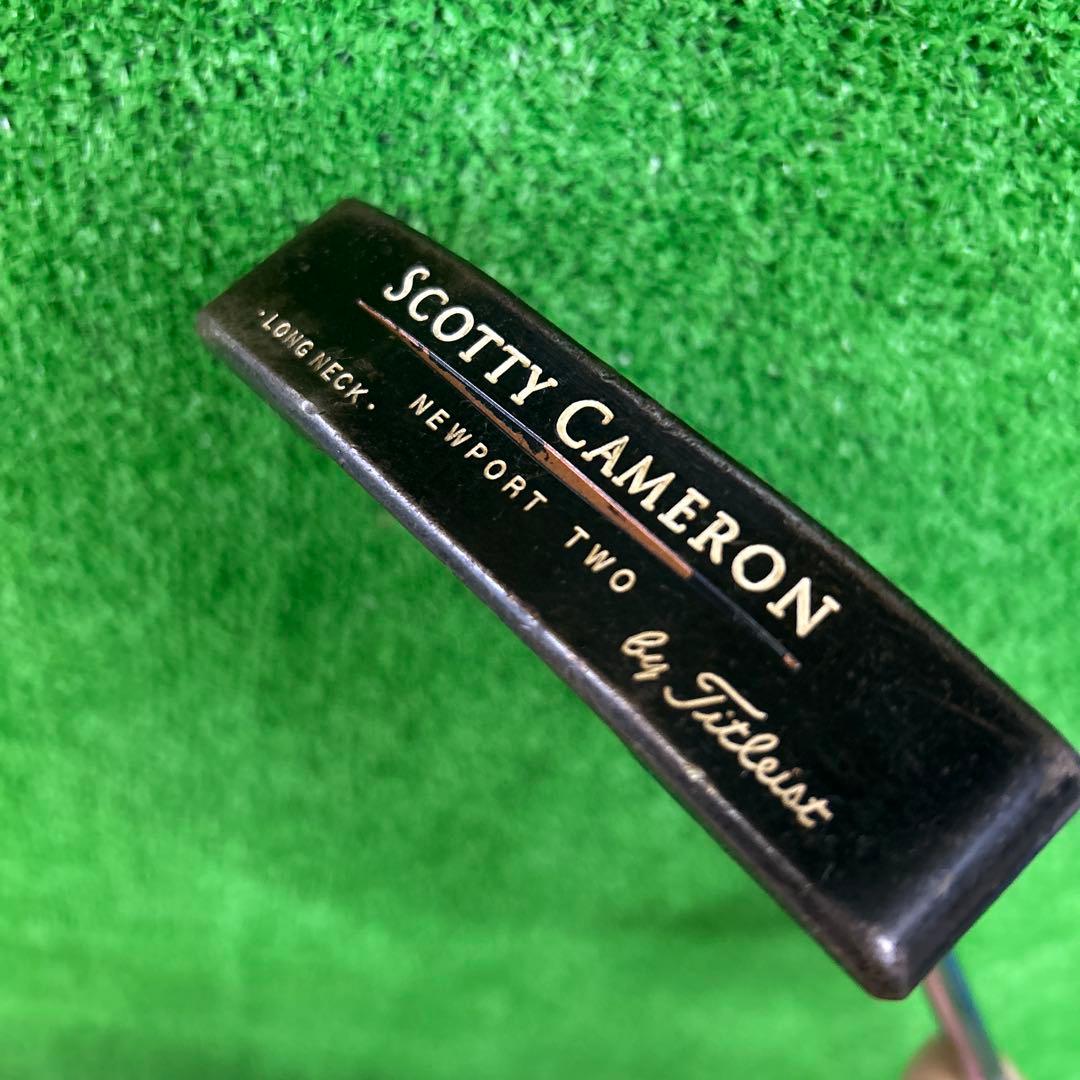 SCOTTY CAMERON
NEWPORT TWO
·LONG NECK·
by Titleist